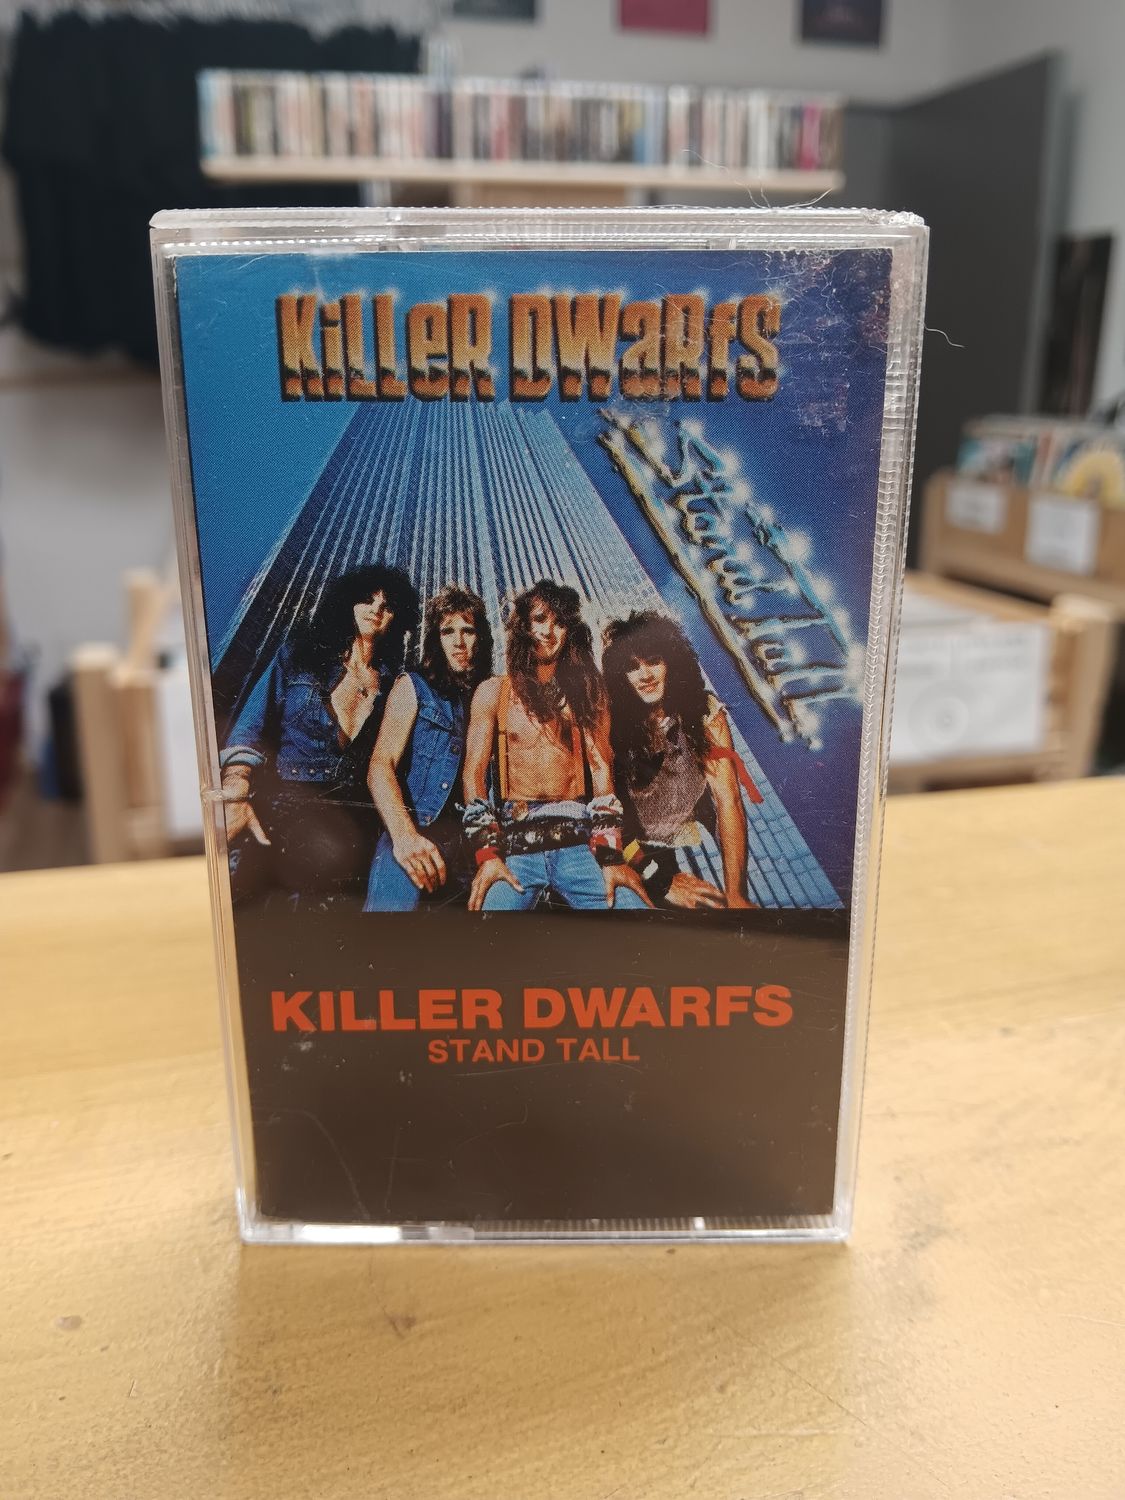 KiLLeR DWaRfS
Stand Tall
KILLER DWARFS
STAND TALL